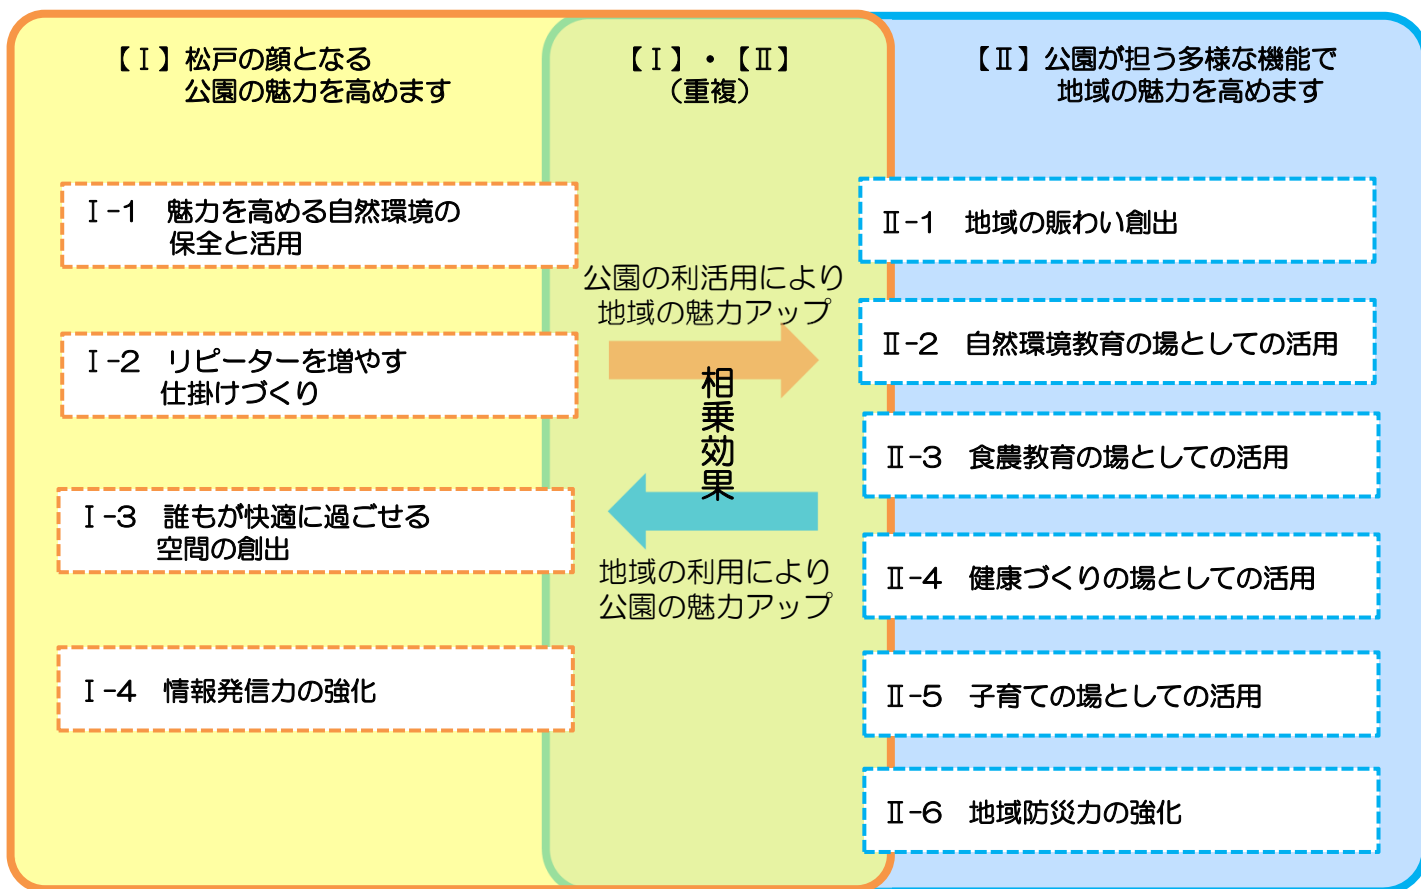 【Ⅰ】松戸の顔となる
公園の魅力を高めます
Ⅰ-1　魅力を高める自然環境の
保全と活用
Ⅰ-2　リピーターを増やす
仕掛けづくり
Ⅰ-3　誰もが快適に過ごせる
空間の創出
Ⅰ-4　情報発信力の強化
【Ⅰ】・【Ⅱ】
（重複）
公園の利活用により
地域の魅力アップ
相乗効果
地域の利用により
公園の魅力アップ
【Ⅱ】公園が担う多様な機能で
地域の魅力を高めます
Ⅱ-1　地域の賑わい創出
Ⅱ-2　自然環境教育の場としての活用
Ⅱ-3　食農教育の場としての活用
Ⅱ-4　健康づくりの場としての活用
Ⅱ-5　子育ての場としての活用
Ⅱ-6　地域防災力の強化